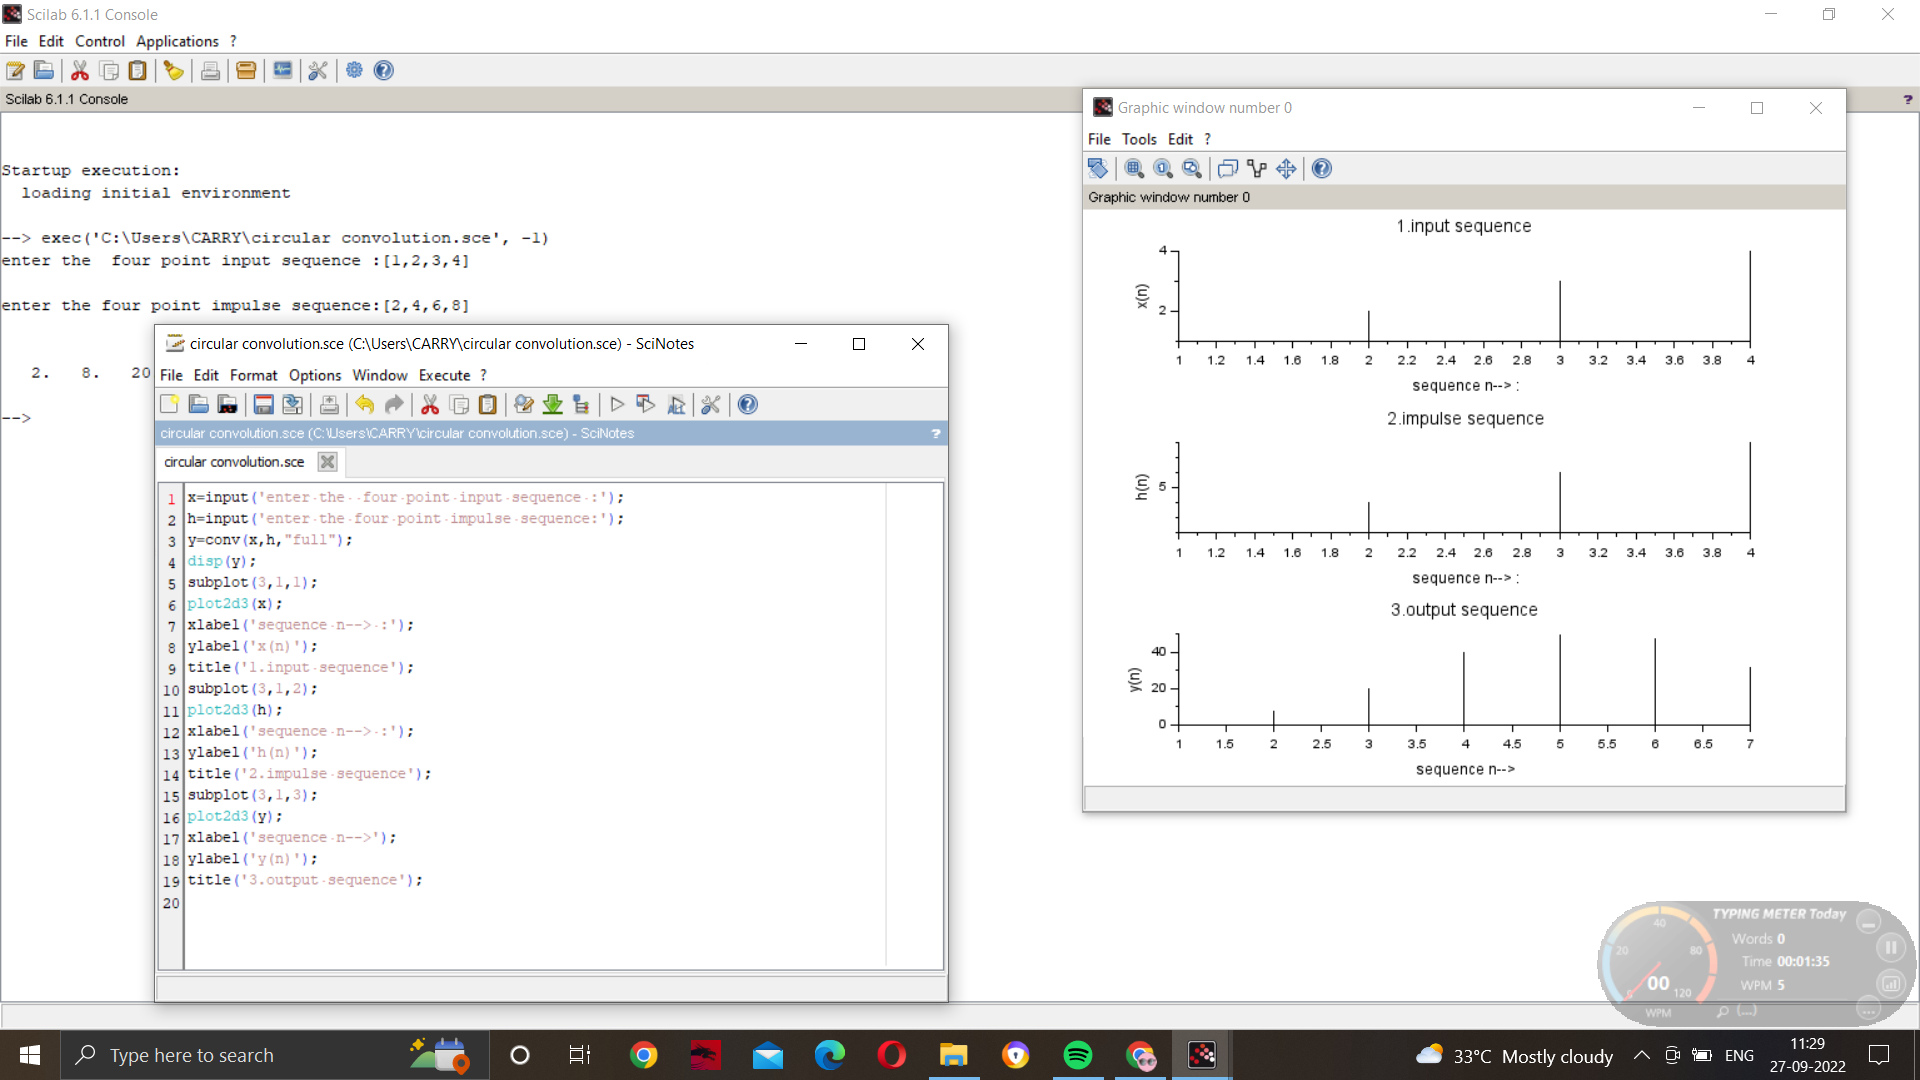 Scilab 6.1.1 Console
File Edit Control Applications ?
Scilab 6.1.1 Console
?
Startup execution:
loading initial environment
--> exec('C:\Users\CARRY\circular convolution.sce', -1)
enter the  four point input sequence :[1,2,3,4]
enter the four point impulse sequence:[2,4,6,8]
2. 8. 20
-->
circular convolution.sce (C:\Users\CARRY\circular convolution.sce) - SciNotes
File Edit Format Options Window Execute ?
circular convolution.sce (C:\Users\CARRY\circular convolution.sce) - SciNotes
?
circular convolution.sce
1 x=input('enter the  four point input sequence :');
2 h=input('enter the four point impulse sequence:');
3 y=conv(x,h,"full");
4 disp(y);
5 subplot(3,1,1);
6 plot2d3(x);
7 xlabel('sequence n--> :');
8 ylabel('x(n)');
9 title('1.input sequence');
10 subplot(3,1,2);
11 plot2d3(h);
12 xlabel('sequence n--> :');
13 ylabel('h(n)');
14 title('2.impulse sequence');
15 subplot(3,1,3);
16 plot2d3(y);
17 xlabel('sequence n-->');
18 ylabel('y(n)');
19 title('3.output sequence');
20
Graphic window number 0
File Tools Edit ?
Graphic window number 0
1.input sequence
x(n)
4
2
1 1.2 1.4 1.6 1.8 2 2.2 2.4 2.6 2.8 3 3.2 3.4 3.6 3.8 4
sequence n--> :
2.impulse sequence
h(n)
5
1 1.2 1.4 1.6 1.8 2 2.2 2.4 2.6 2.8 3 3.2 3.4 3.6 3.8 4
sequence n--> :
3.output sequence
y(n)
40
20
0
1 1.5 2 2.5 3 3.5 4 4.5 5 5.5 6 6.5 7
sequence n-->
TYPING METER Today
Words 0
Time 00:01:35
WPM 5
0 20 40 80 120
00
WPM
Type here to search
33°C Mostly cloudy
ENG
11:29
27-09-2022